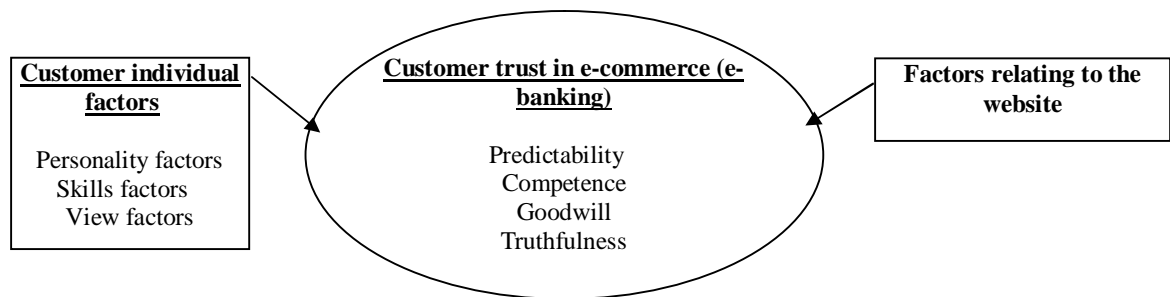 Customer individual
factors
Personality factors
Skills factors
View factors
Customer trust in e-commerce (e-
banking)
Predictability
Competence
Goodwill
Truthfulness
Factors relating to the
website